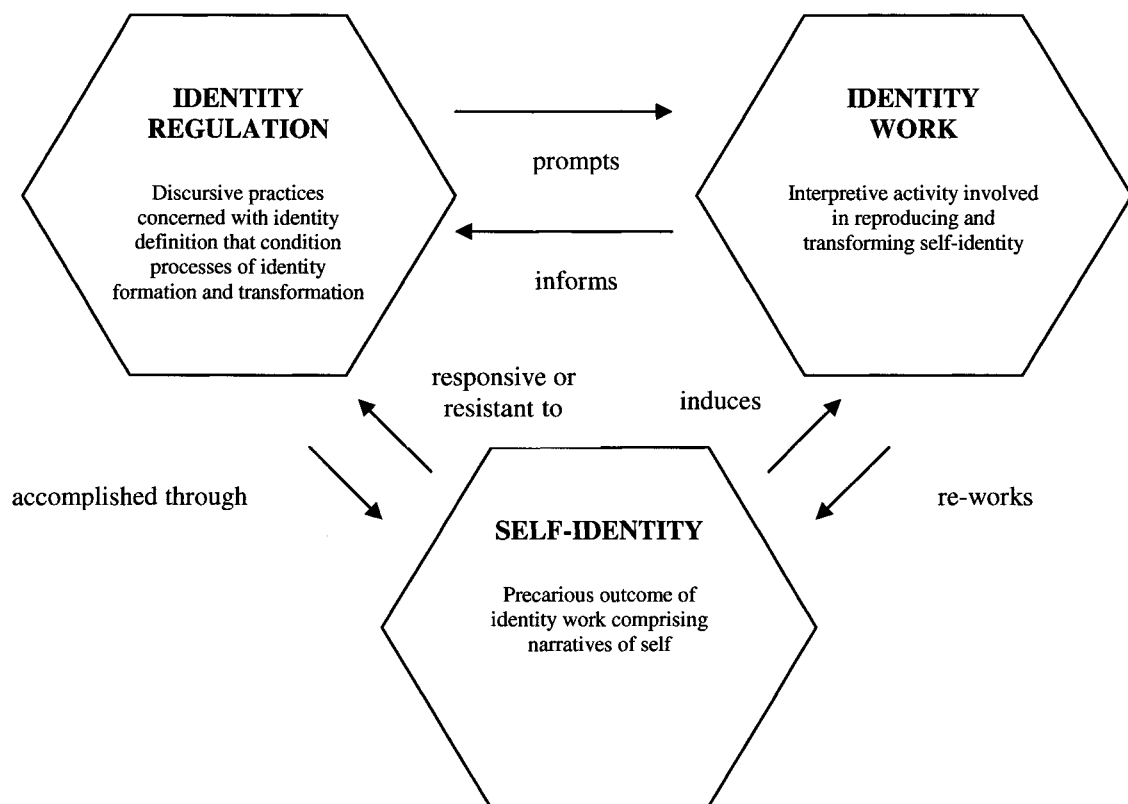 IDENTITY
REGULATION
Discursive practices
concerned with identity
definition that condition
processes of identity
formation and transformation
prompts
informs
IDENTITY
WORK
Interpretive activity involved
in reproducing and
transforming self-identity
responsive or
resistant to
induces
accomplished through
re-works
SELF-IDENTITY
Precarious outcome of
identity work comprising
narratives of self